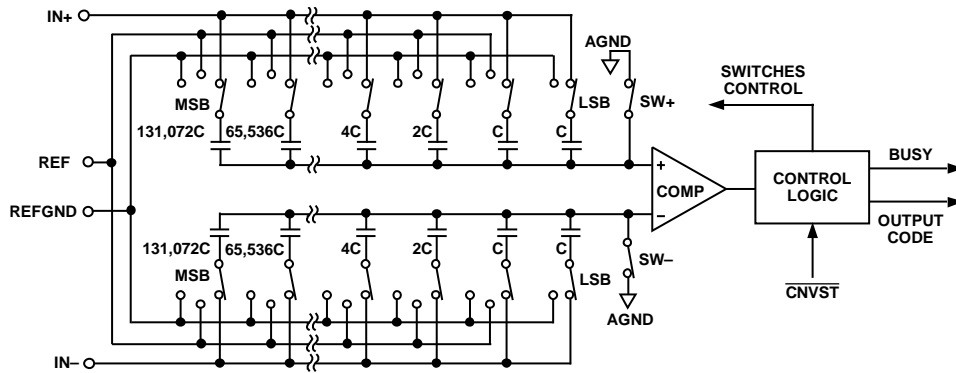 IN+
AGND
SWITCHES
CONTROL
MSB
LSB
SW+
131,072C
65,536C
4C
2C
C
C
BUSY
REF
+
COMP
−
CONTROL
LOGIC
REFGND
OUTPUT
CODE
131,072C
65,536C
4C
2C
C
C
SW−
MSB
LSB
CNVST
AGND
IN−